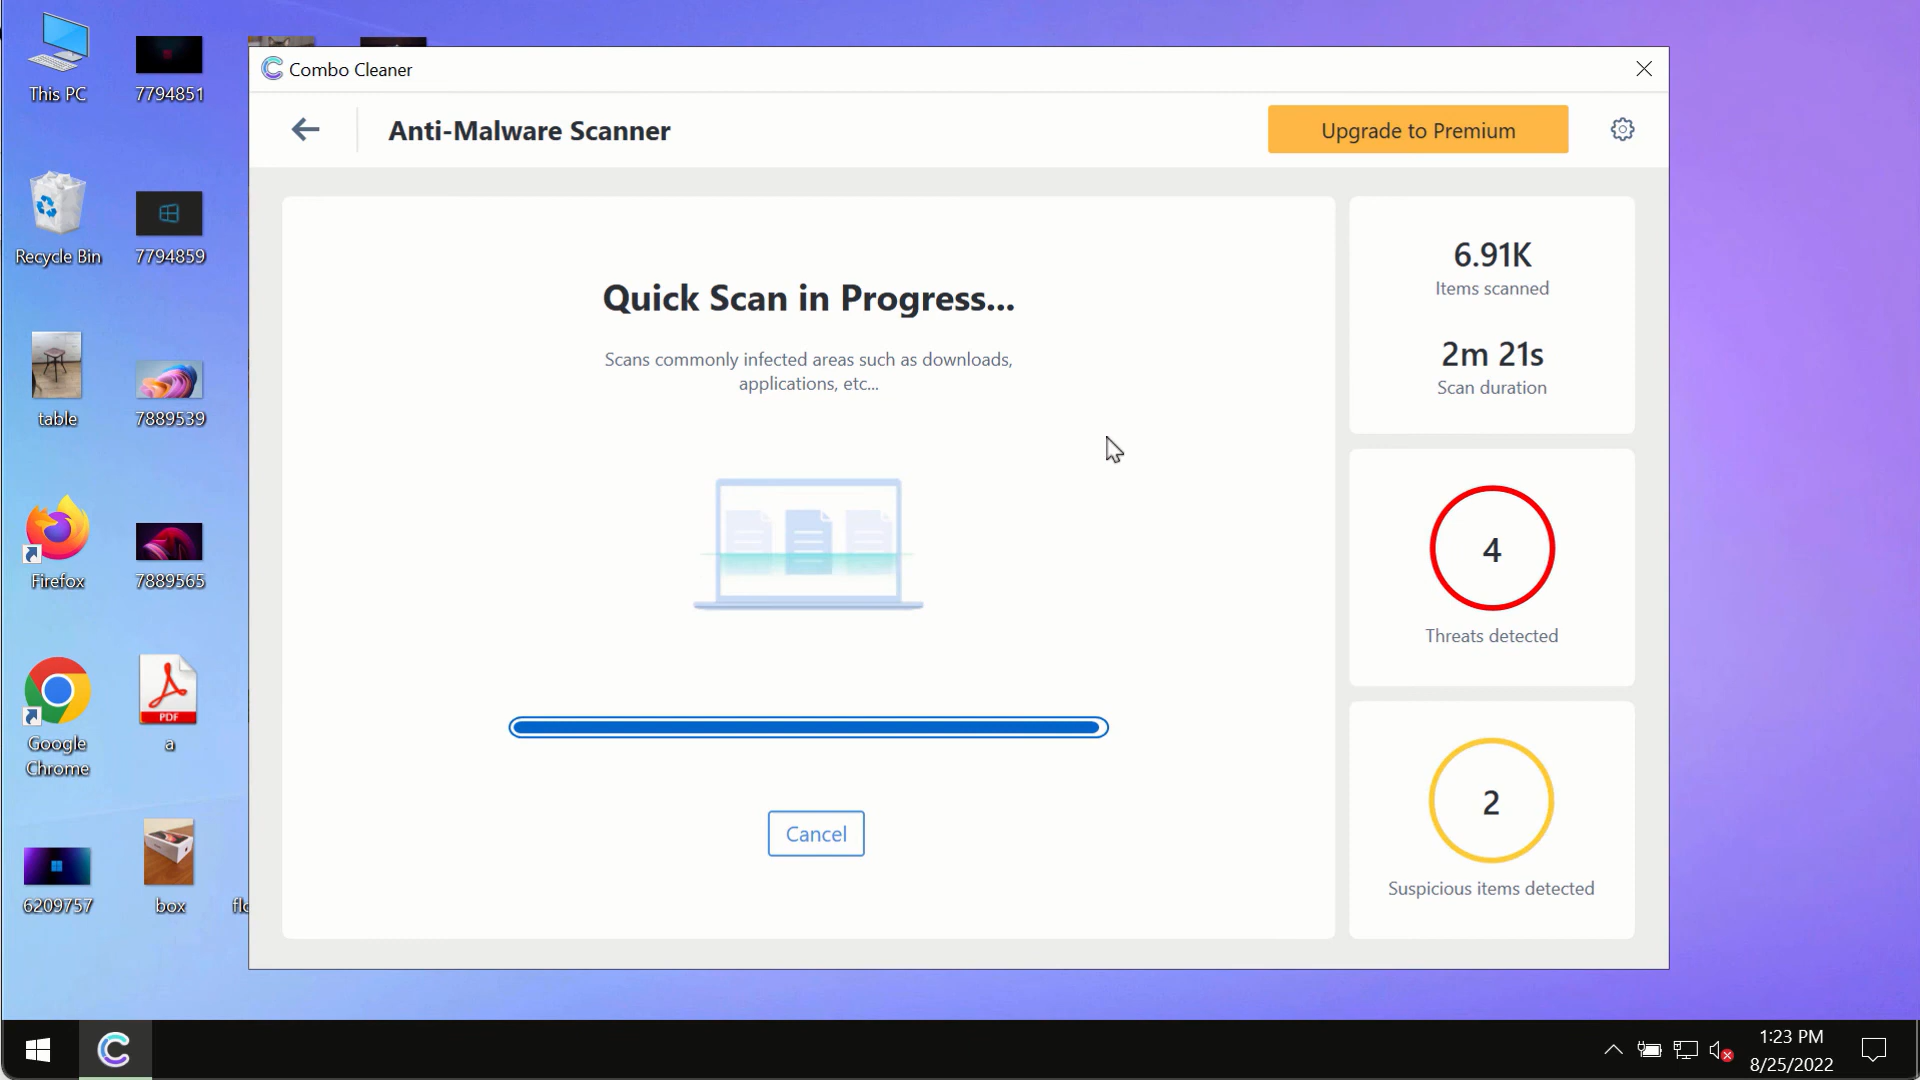 This PC
7794851
Recycle Bin
7794859
table
7889539
Firefox
7889565
Google
Chrome
PDF
a
6209757
box
Combo Cleaner
Anti-Malware Scanner
Upgrade to Premium
Quick Scan in Progress...
Scans commonly infected areas such as downloads,
applications, etc...
Cancel
6.91K
Items scanned
2m 21s
Scan duration
4
Threats detected
2
Suspicious items detected
1:23 PM
8/25/2022